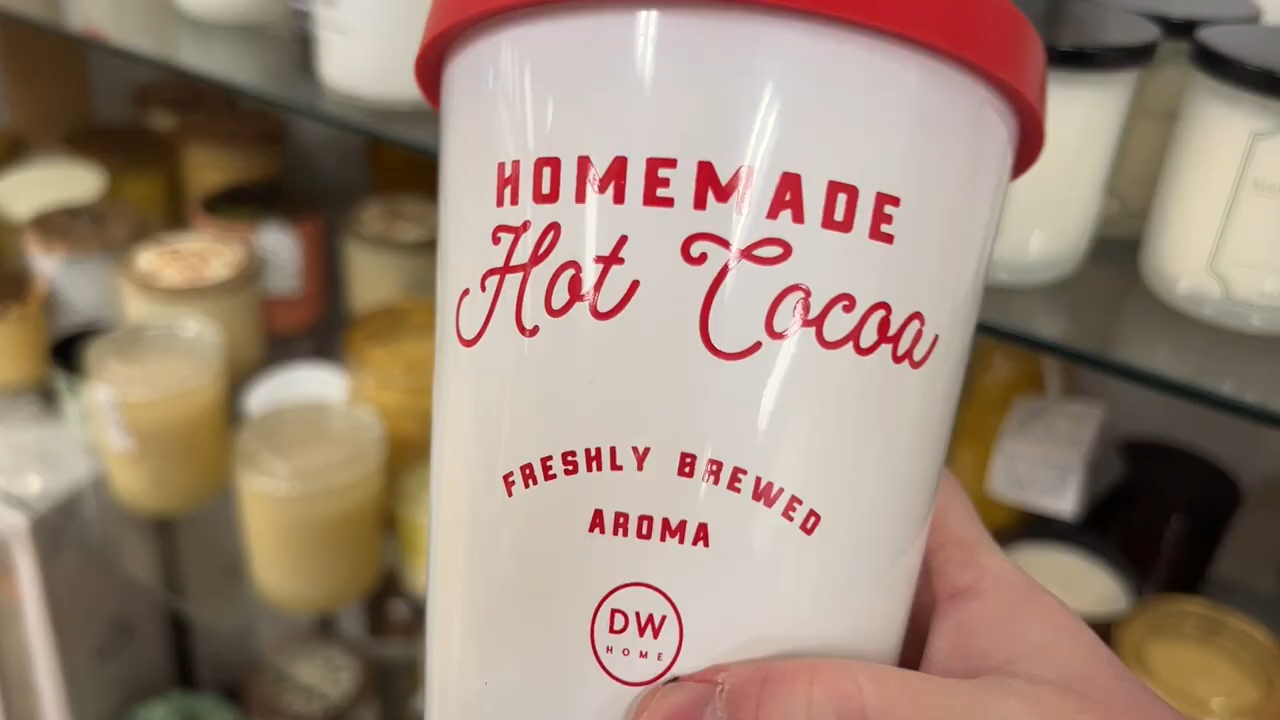 HOMEMADE
Hot Cocoa
FRESHLY BREWED
AROMA
DW
HOME